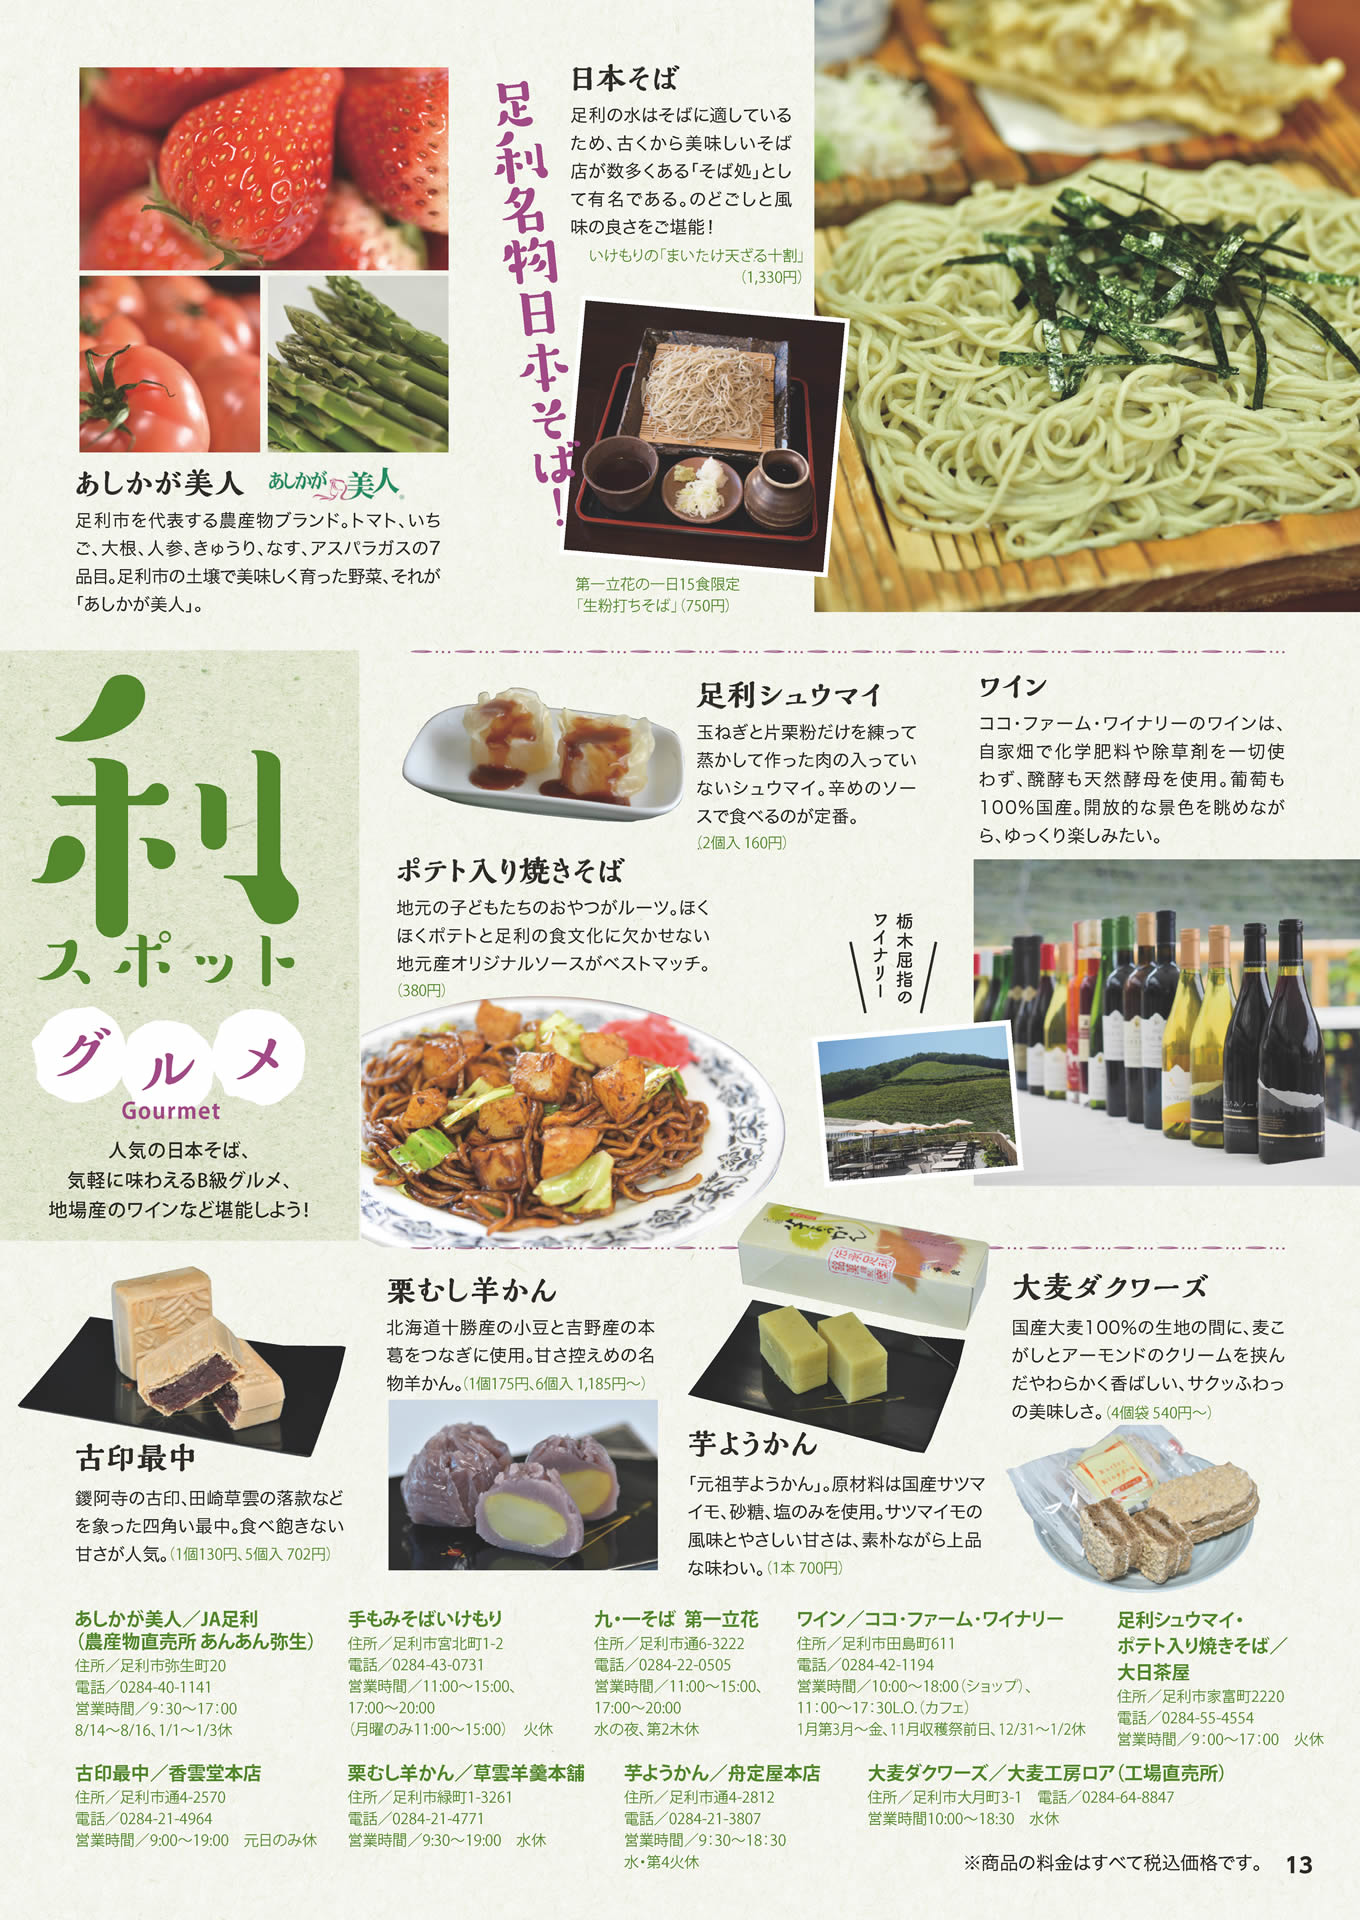 足利名物日本そば！
日本そば
足利の水はそばに適している
ため、古くから美味しいそば
店が数多くある「そば処」とし
て有名である。のどごしと風
味の良さをご堪能！
いけもりの「まいたけ天ざる十割」
（1,330円）
第一立花の一日15食限定
「生粉打ちそば」（750円）
あしかが美人
あしかが美人
足利市を代表する農産物ブランド。トマト、いち
ご、大根、人参、きゅうり、なす、アスパラガスの7
品目。足利市の土壌で美味しく育った野菜、それが
「あしかが美人」。
利
スポット
グルメ
Gourmet
人気の日本そば、
気軽に味わえるB級グルメ、
地場産のワインなど堪能しよう！
足利シュウマイ
玉ねぎと片栗粉だけを練って
蒸かして作った肉の入ってい
ないシュウマイ。辛めのソー
スで食べるのが定番。
（2個入 160円）
ワイン
ココ・ファーム・ワイナリーのワインは、
自家畑で化学肥料や除草剤を一切使
わず、醗酵も天然酵母を使用。葡萄も
100％国産。開放的な景色を眺めなが
ら、ゆっくり楽しみたい。
ポテト入り焼きそば
地元の子どもたちのおやつがルーツ。ほく
ほくポテトと足利の食文化に欠かせない
地元産オリジナルソースがベストマッチ。
（380円）
栃木屈指の
ワイナリー
古印最中
鑁阿寺の古印、田崎草雲の落款など
を象った四角い最中。食べ飽きない
甘さが人気。（1個130円、5個入 702円）
栗むし羊かん
北海道十勝産の小豆と吉野産の本
葛をつなぎに使用。甘さ控えめの名
物羊かん。（1個175円、6個入 1,185円〜）
芋ようかん
「元祖芋ようかん」。原材料は国産サツマ
イモ、砂糖、塩のみを使用。サツマイモの
風味とやさしい甘さは、素朴ながら上品
な味わい。（1本 700円）
大麦ダクワーズ
国産大麦100％の生地の間に、麦こ
がしとアーモンドのクリームを挟ん
だやわらかく香ばしい、サクッふわっ
の美味しさ。（4個袋 540円〜）
あしかが美人／JA足利
（農産物直売所 あんあん弥生）
住所／足利市弥生町20
電話／0284-40-1141
営業時間／9：30〜17：00
8/14〜8/16、1/1〜1/3休
手もみそばいけもり
住所／足利市宮北町1-2
電話／0284-43-0731
営業時間／11:00〜15:00、
17:00〜20:00
（月曜のみ11:00〜15:00）　火休
九・一そば 第一立花
住所／足利市通6-3222
電話／0284-22-0505
営業時間／11:00〜15:00、
17:00〜20:00
水の夜、第2木休
ワイン／ココ・ファーム・ワイナリー
住所／足利市田島町611
電話／0284-42-1194
営業時間／10:00〜18:00（ショップ）、
11：00〜17：30L.O.（カフェ）
1月第3月〜金、11月収穫祭前日、12/31〜1/2休
足利シュウマイ・
ポテト入り焼きそば／
大日茶屋
住所／足利市家富町2220
電話／0284-55-4554
営業時間／9：00〜17：00　火休
古印最中／香雲堂本店
住所／足利市通4-2570
電話／0284-21-4964
営業時間／9:00〜19:00　元日のみ休
栗むし羊かん／草雲羊羹本舗
住所／足利市緑町1-3261
電話／0284-21-4771
営業時間／9:30〜19:00　水休
芋ようかん／舟定屋本店
住所／足利市通4-2812
電話／0284-21-3807
営業時間／9：30〜18：30
水・第4火休
大麦ダクワーズ／大麦工房ロア（工場直売所）
住所／足利市大月町3-1　電話／0284-64-8847
営業時間10:00〜18:30　水休
※商品の料金はすべて税込価格です。 13